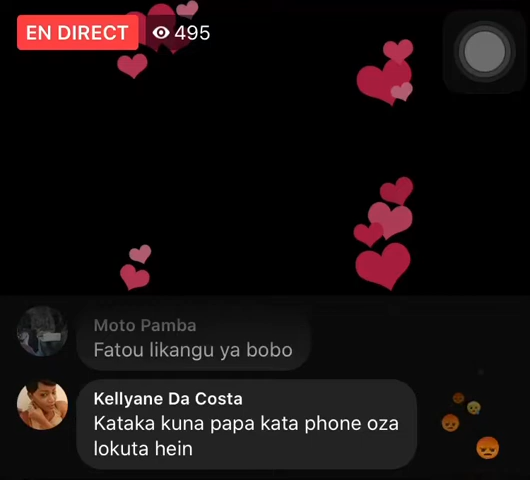 EN DIRECT 495
Moto Pamba
Fatou likangu ya bobo
Kellyane Da Costa
Kataka kuna papa kata phone oza
lokuta hein